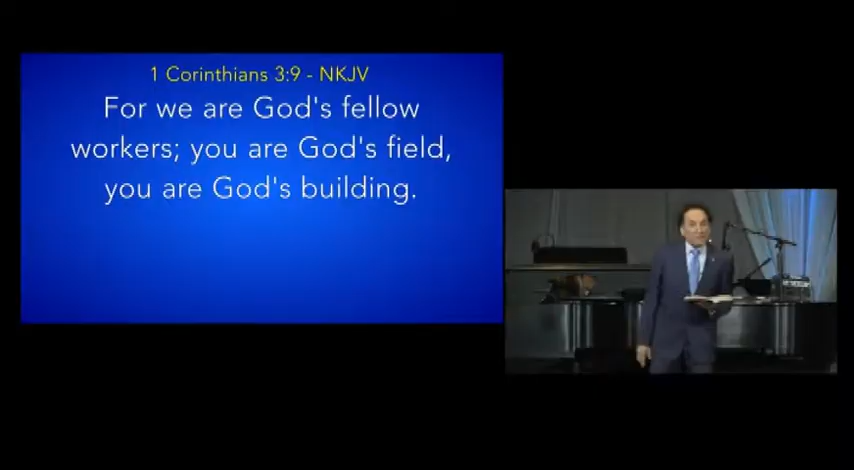 1 Corinthians 3:9 - NKJV
For we are God's fellow
workers; you are God's field,
you are God's building.